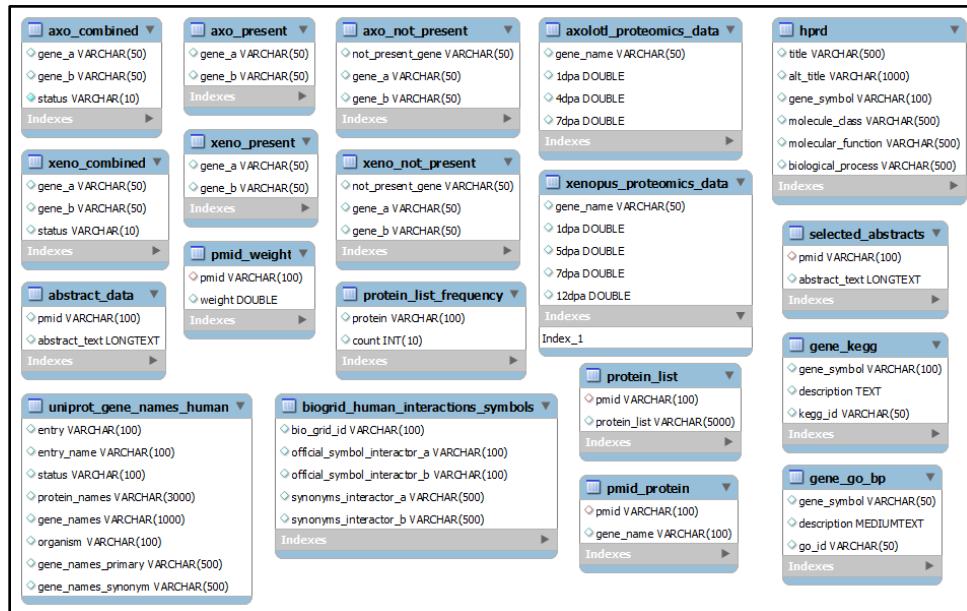 axo_combined
gene_a VARCHAR(50)
gene_b VARCHAR(50)
status VARCHAR(10)
Indexes
axo_present
gene_a VARCHAR(50)
gene_b VARCHAR(50)
Indexes
axo_not_present
not_present_gene VARCHAR(50)
gene_a VARCHAR(50)
gene_b VARCHAR(50)
Indexes
axolotl_proteomics_data
gene_name VARCHAR(50)
1dpa DOUBLE
4dpa DOUBLE
7dpa DOUBLE
Indexes
hprd
title VARCHAR(500)
alt_title VARCHAR(1000)
gene_symbol VARCHAR(100)
molecule_class VARCHAR(500)
molecular_function VARCHAR(500)
biological_process VARCHAR(500)
Indexes
xeno_combined
gene_a VARCHAR(50)
gene_b VARCHAR(50)
status VARCHAR(10)
Indexes
xeno_present
gene_a VARCHAR(50)
gene_b VARCHAR(50)
Indexes
xeno_not_present
not_present_gene VARCHAR(50)
gene_a VARCHAR(50)
gene_b VARCHAR(50)
Indexes
xenopus_proteomics_data
gene_name VARCHAR(50)
1dpa DOUBLE
5dpa DOUBLE
7dpa DOUBLE
12dpa DOUBLE
Indexes
Index_1
selected_abstracts
pmid VARCHAR(100)
abstract_text LONGTEXT
Indexes
pmid_weight
pmid VARCHAR(100)
weight DOUBLE
Indexes
abstract_data
pmid VARCHAR(100)
abstract_text LONGTEXT
Indexes
protein_list_frequency
protein VARCHAR(100)
count INT(10)
Indexes
gene_kegg
gene_symbol VARCHAR(100)
description TEXT
kegg_id VARCHAR(50)
Indexes
protein_list
pmid VARCHAR(100)
protein_list VARCHAR(5000)
Indexes
uniprot_gene_names_human
entry VARCHAR(100)
entry_name VARCHAR(100)
status VARCHAR(100)
protein_names VARCHAR(3000)
gene_names VARCHAR(1000)
organism VARCHAR(100)
gene_names_primary VARCHAR(500)
gene_names_synonym VARCHAR(500)
biogrid_human_interactions_symbols
bio_grid_id VARCHAR(100)
official_symbol_interactor_a VARCHAR(100)
official_symbol_interactor_b VARCHAR(100)
synonyms_interactor_a VARCHAR(500)
synonyms_interactor_b VARCHAR(500)
Indexes
pmid_protein
pmid VARCHAR(100)
gene_name VARCHAR(100)
Indexes
gene_go_bp
gene_symbol VARCHAR(50)
description MEDIUMTEXT
go_id VARCHAR(50)
Indexes